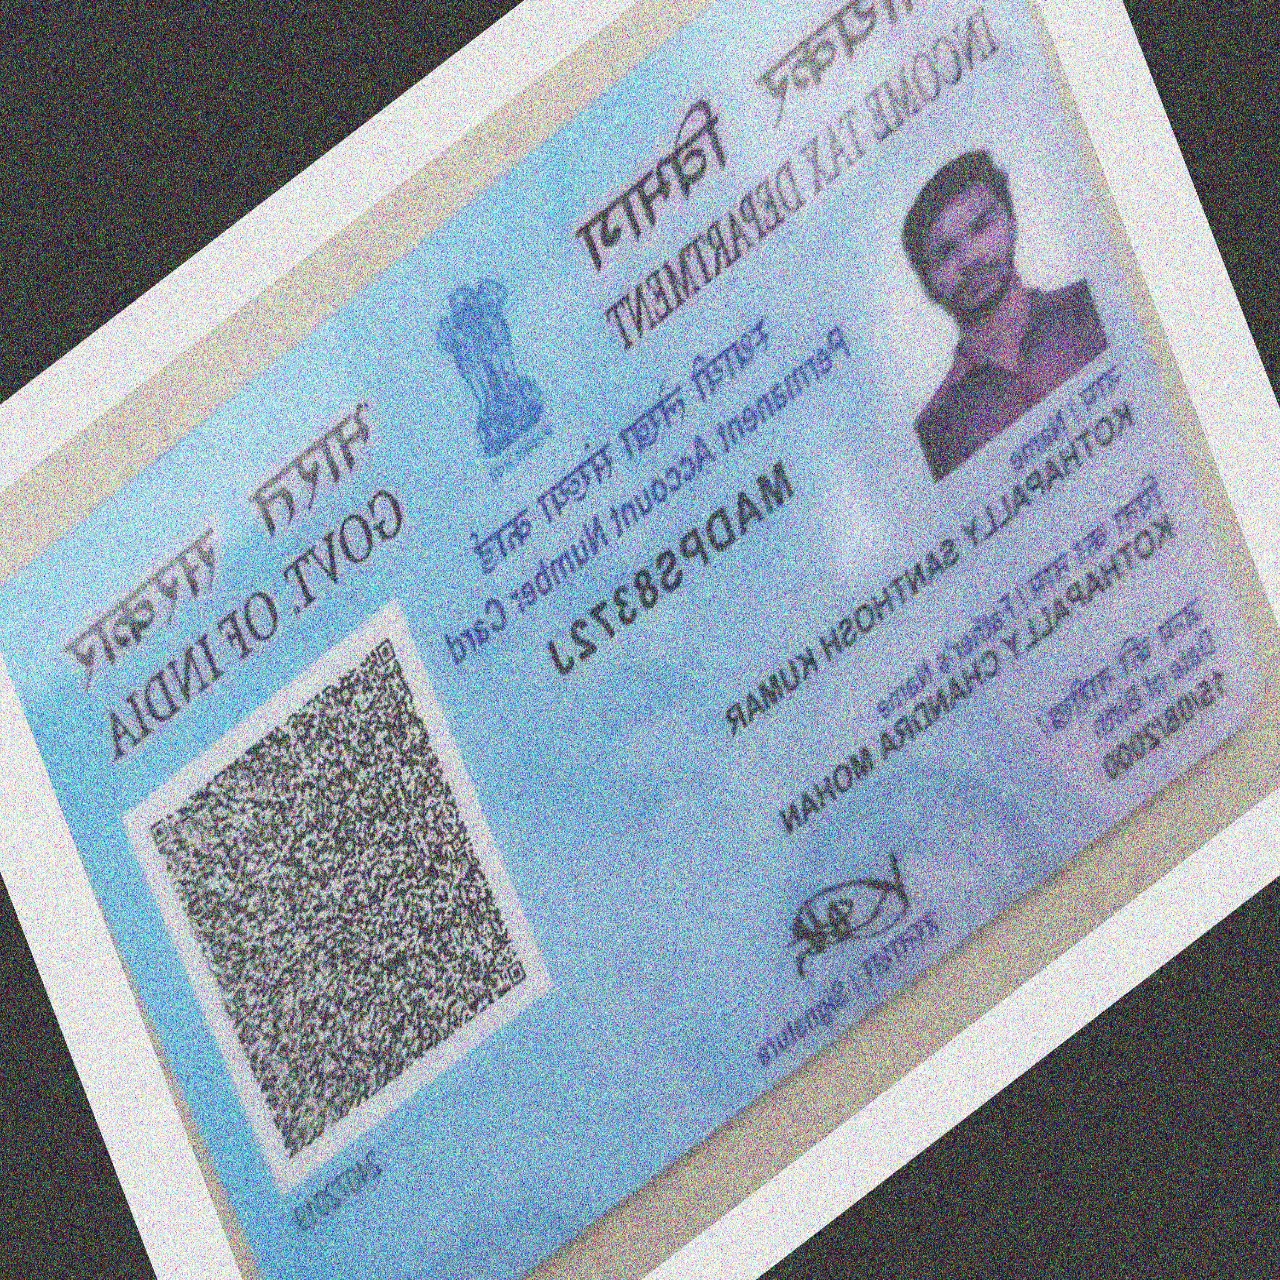 आयकर विभाग
INCOME TAX DEPARTMENT
भारत सरकार
GOVT. OF INDIA
स्थायी लेखा संख्या कार्ड
Permanent Account Number Card
MADPS8372J
नाम / Name
KOTHAPALLY SANTHOSH KUMAR
पिता का नाम / Father's Name
KOTHAPALLY CHANDRA MOHAN
जन्म की तारीख /
Date of Birth
15/08/2000
हस्ताक्षर / Signature